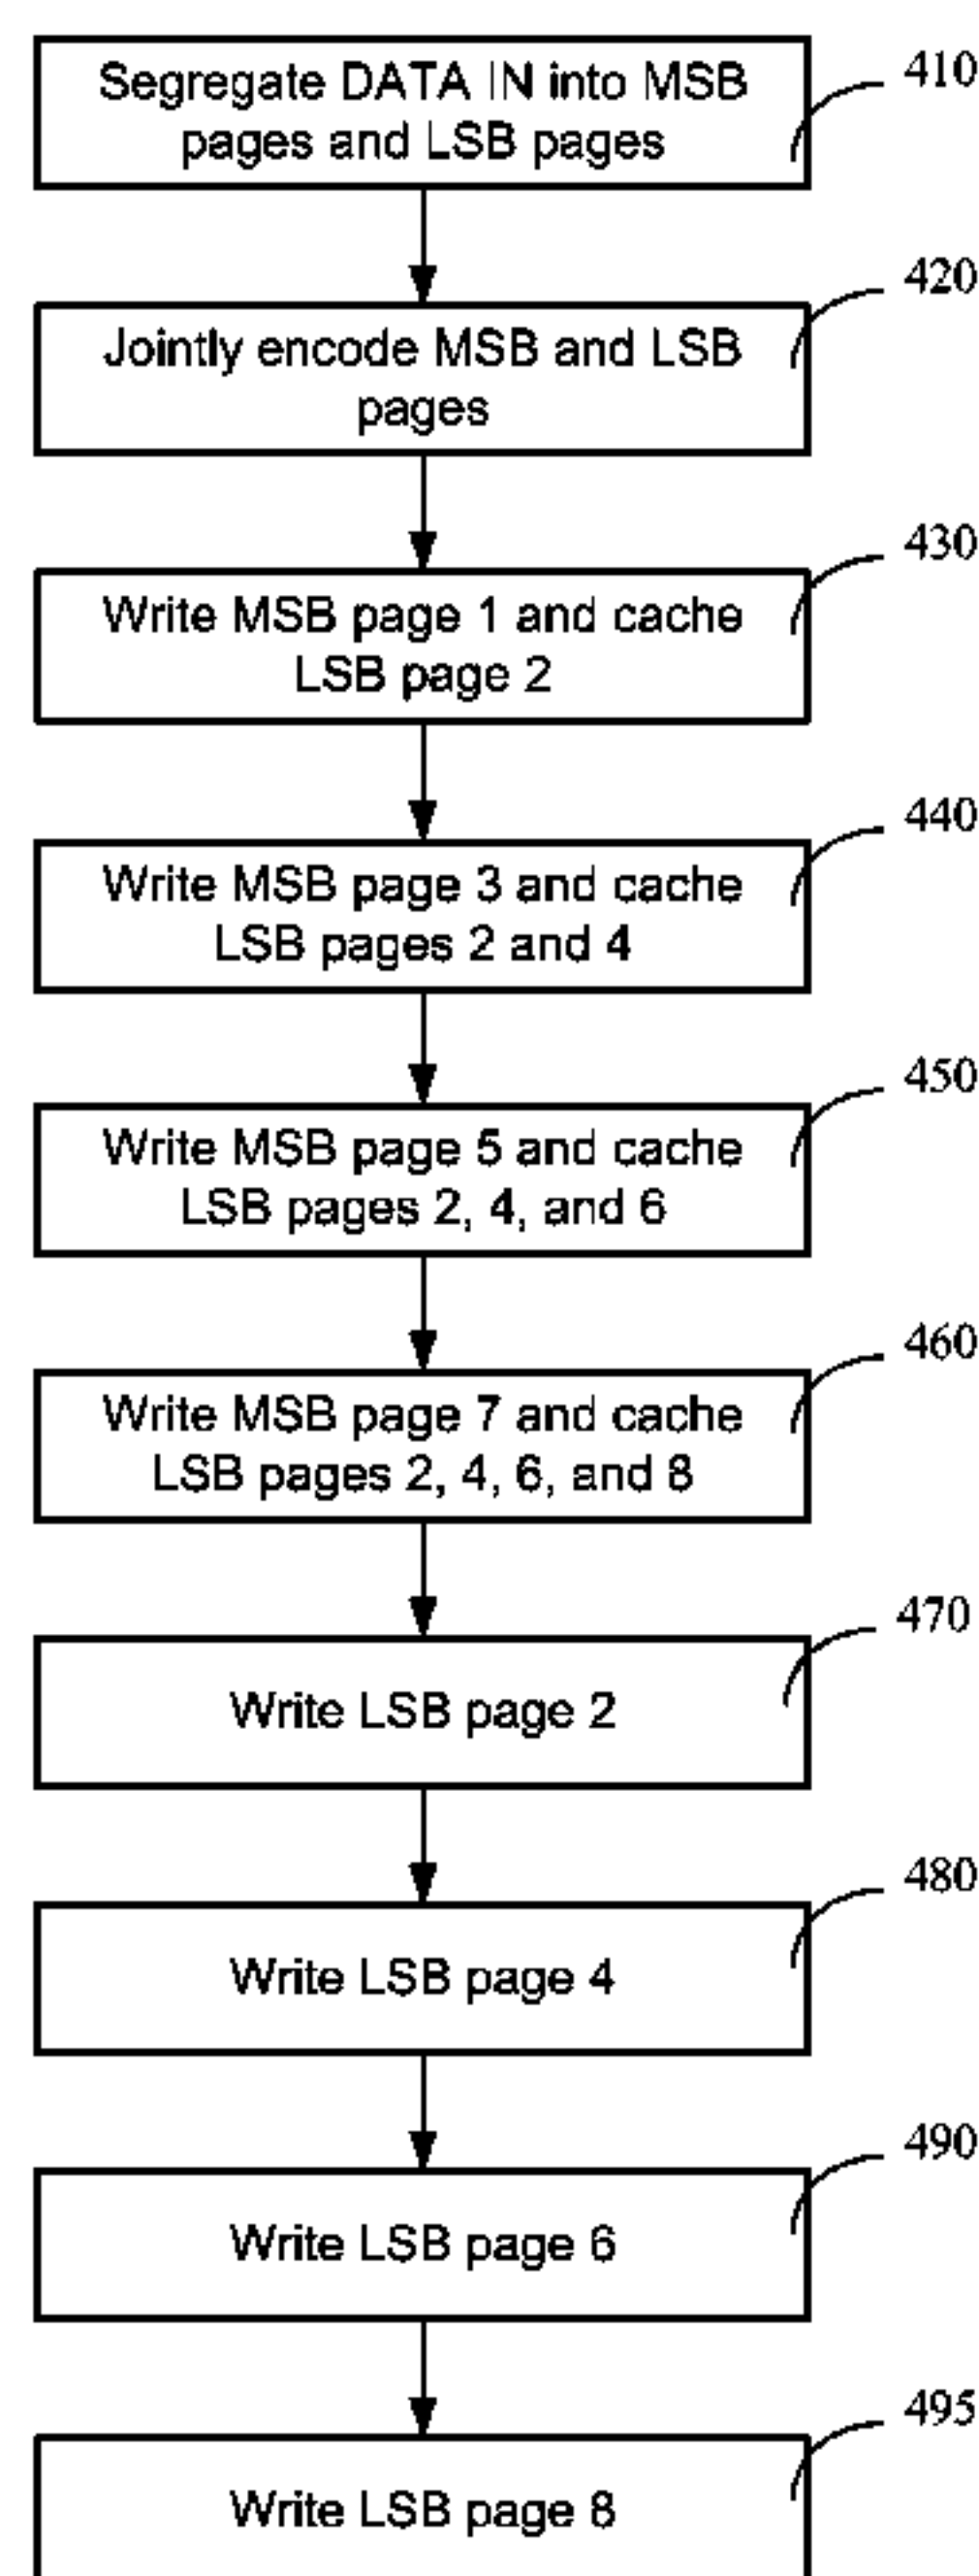 Segregate DATA IN into MSB
pages and LSB pages
410
Jointly encode MSB and LSB
pages
420
Write MSB page 1 and cache
LSB page 2
430
Write MSB page 3 and cache
LSB pages 2 and 4
440
Write MSB page 5 and cache
LSB pages 2, 4, and 6
450
Write MSB page 7 and cache
LSB pages 2, 4, 6, and 8
460
Write LSB page 2
470
Write LSB page 4
480
Write LSB page 6
490
Write LSB page 8
495